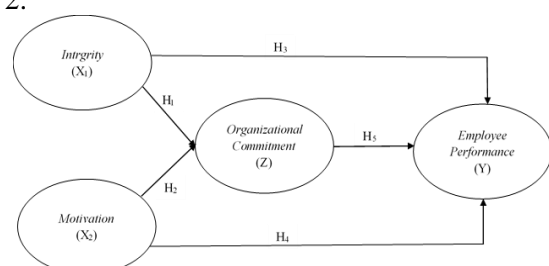 2.
Intrgrity
(X₁)
H₃
H₁
Organizational
Commitment
(Z)
H₅
Employee
Performance
(Y)
H₂
Motivation
(X₂)
H₄